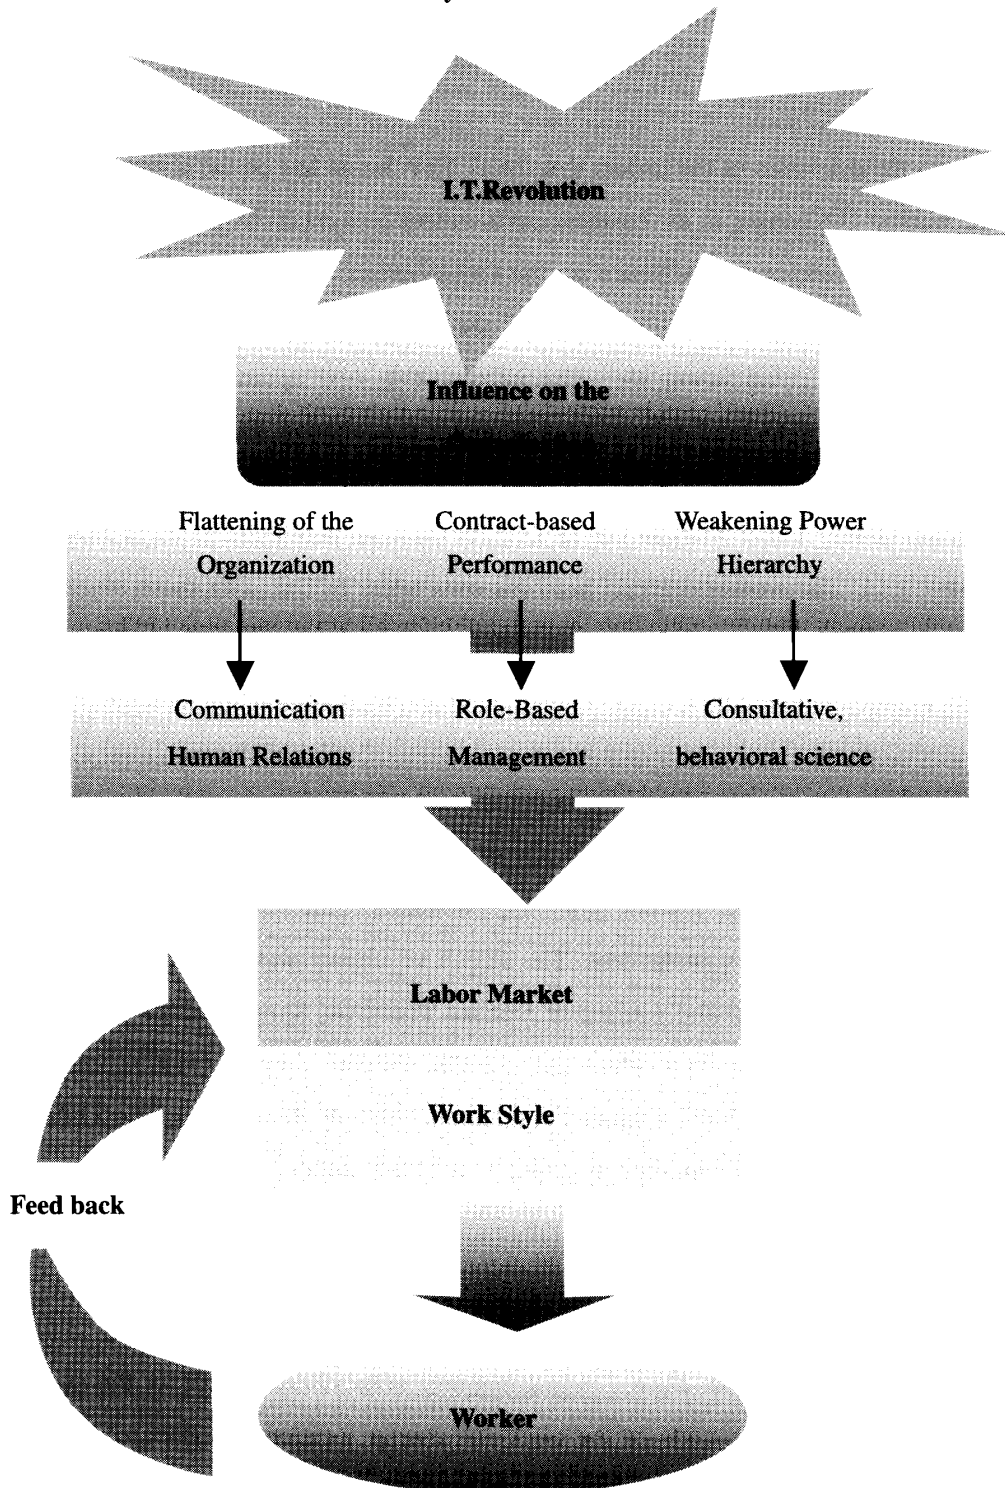 I.T.Revolution
Influence on the
Flattening of the Contract-based Weakening Power
Organization Performance Hierarchy
Communication Role-Based Consultative,
Human Relations Management behavioral science
Labor Market
Work Style
Feed back
Worker